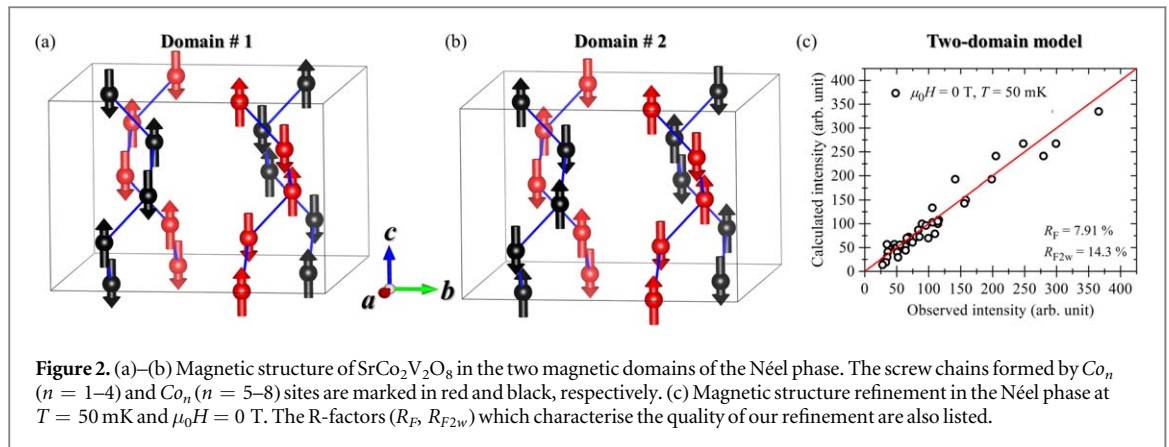 (a) Domain # 1
(b) Domain # 2
c
a
b
(c) Two-domain model
μ₀H = 0 T, T = 50 mK
R_F = 7.91 %
R_F2w = 14.3 %
Calculated intensity (arb. unit)
400
350
300
250
200
150
100
50
0
0 50 100 150 200 250 300 350 400
Observed intensity (arb. unit)
Figure 2. (a)–(b) Magnetic structure of SrCo₂V₂O₈ in the two magnetic domains of the Néel phase. The screw chains formed by Coₙ
(n = 1–4) and Coₙ (n = 5–8) sites are marked in red and black, respectively. (c) Magnetic structure refinement in the Néel phase at
T = 50 mK and μ₀H = 0 T. The R-factors (R_F, R_F2w) which characterise the quality of our refinement are also listed.